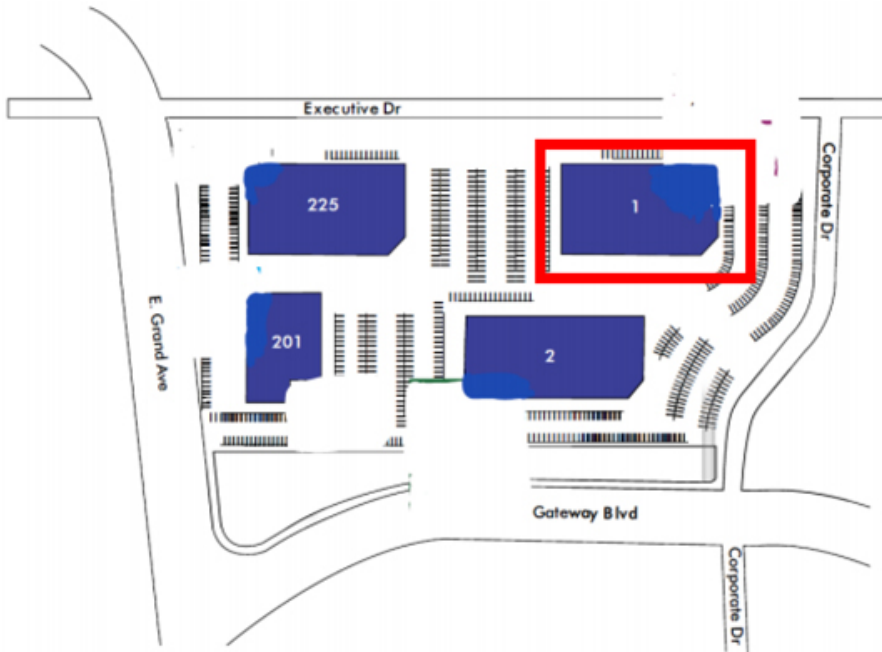 Executive Dr
Corporate Dr
225
1
E. Grand Ave
201
2
Gateway Blvd
Corporate Dr